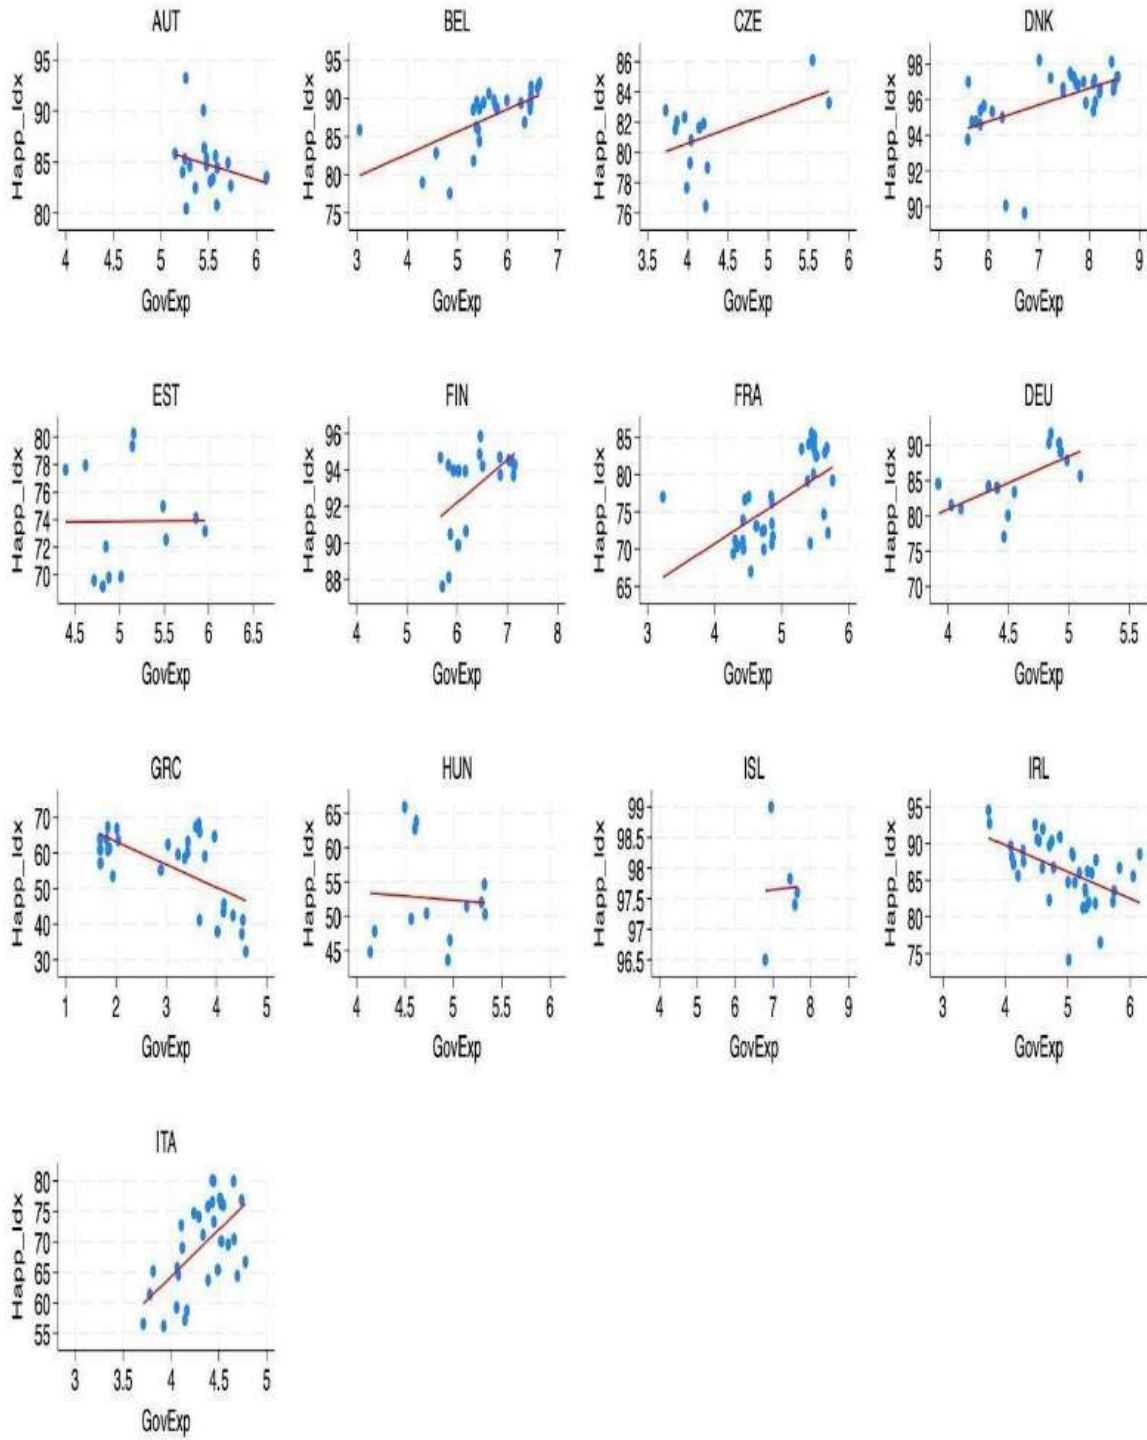 AUT
Happ_Idx
95
90
85
80
4 4.5 5 5.5 6
GovExp
BEL
Happ_Idx
95
90
85
80
75
3 4 5 6 7
GovExp
CZE
Happ_Idx
86
84
82
80
78
76
3.5 4 4.5 5 5.5 6
GovExp
DNK
Happ_Idx
98
96
94
92
90
5 6 7 8 9
GovExp
EST
Happ_Idx
80
78
76
74
72
70
4.5 5 5.5 6 6.5
GovExp
FIN
Happ_Idx
96
94
92
90
88
4 5 6 7 8
GovExp
FRA
Happ_Idx
85
80
75
70
65
3 4 5 6
GovExp
DEU
Happ_Idx
90
85
80
75
70
4 4.5 5 5.5
GovExp
GRC
Happ_Idx
70
60
50
40
30
1 2 3 4 5
GovExp
HUN
Happ_Idx
65
60
55
50
45
4 4.5 5 5.5 6
GovExp
ISL
Happ_Idx
99
98.5
98
97.5
97
96.5
4 5 6 7 8 9
GovExp
IRL
Happ_Idx
95
90
85
80
75
3 4 5 6
GovExp
ITA
Happ_Idx
80
75
70
65
60
55
3 3.5 4 4.5 5
GovExp